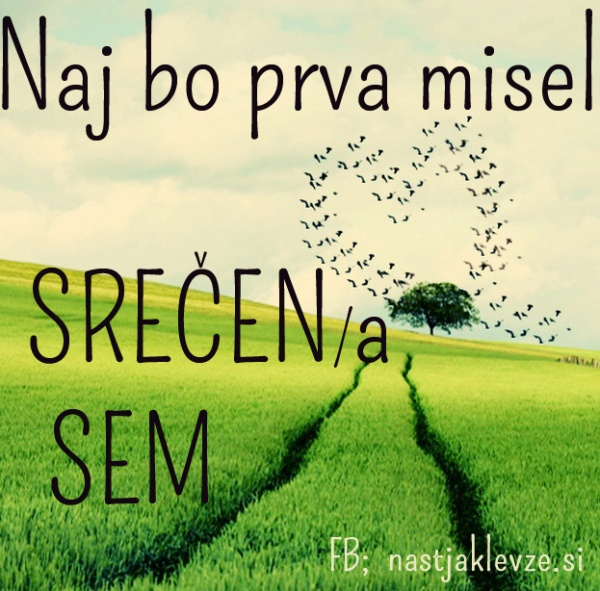 Naj bo prva misel
SREČEN/a
SEM
FB; nastjaklevze.si